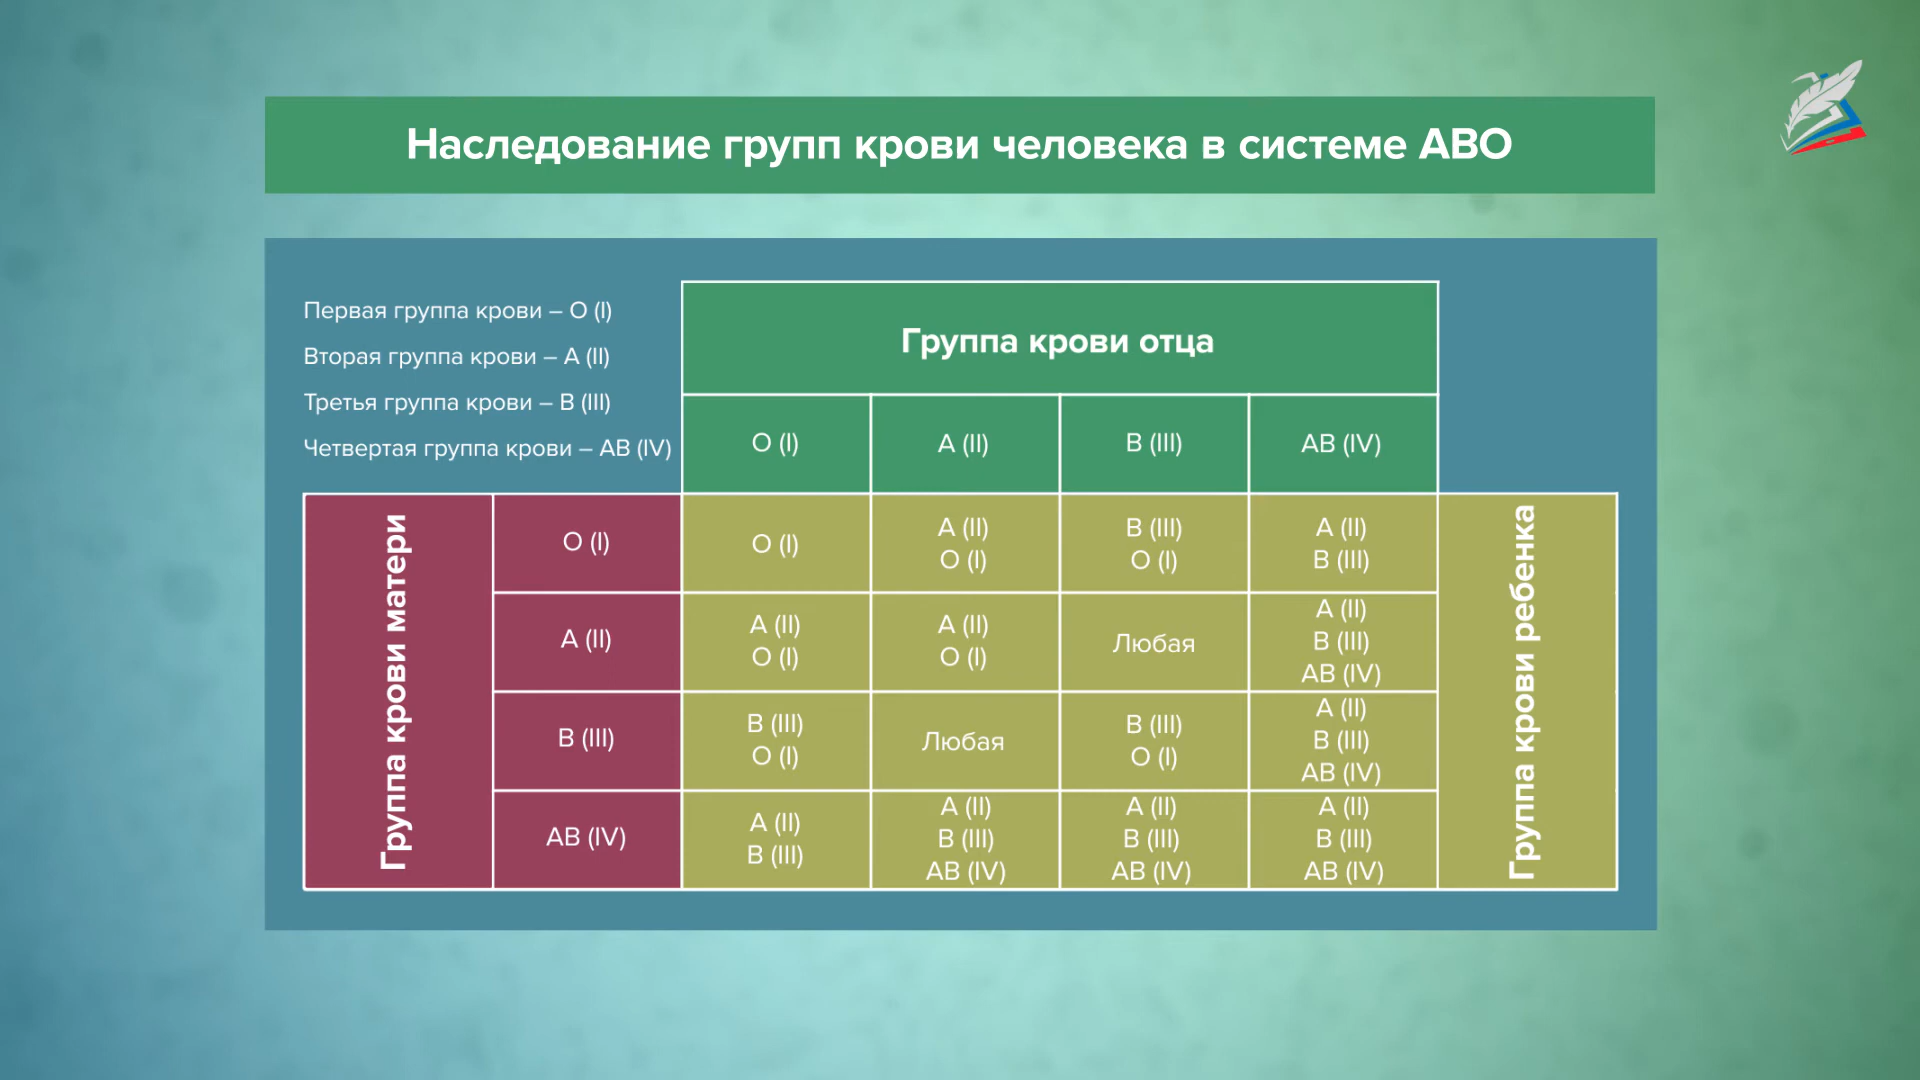 Наследование групп крови человека в системе АВО
Первая группа крови – О (I)
Вторая группа крови – А (II)
Третья группа крови – В (III)
Четвертая группа крови – АВ (IV)
Группа крови отца
О (I)
А (II)
В (III)
АВ (IV)
Группа крови матери
О (I)
О (I)
А (II)
О (I)
В (III)
О (I)
А (II)
В (III)
А (II)
А (II)
О (I)
А (II)
О (I)
Любая
А (II)
В (III)
АВ (IV)
В (III)
В (III)
О (I)
Любая
В (III)
О (I)
А (II)
В (III)
АВ (IV)
АВ (IV)
А (II)
В (III)
А (II)
В (III)
АВ (IV)
А (II)
В (III)
АВ (IV)
А (II)
В (III)
АВ (IV)
Группа крови ребенка